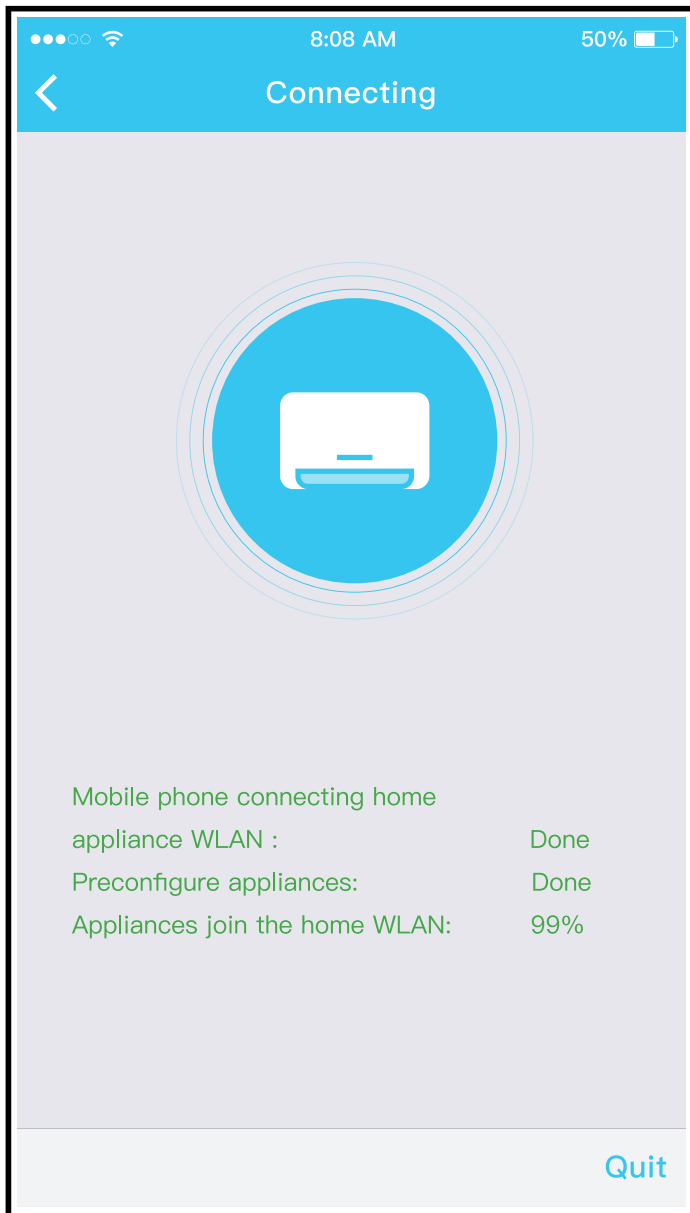 8:08 AM 50%
Connecting
Mobile phone connecting home
appliance WLAN : Done
Preconfigure appliances: Done
Appliances join the home WLAN: 99%
Quit